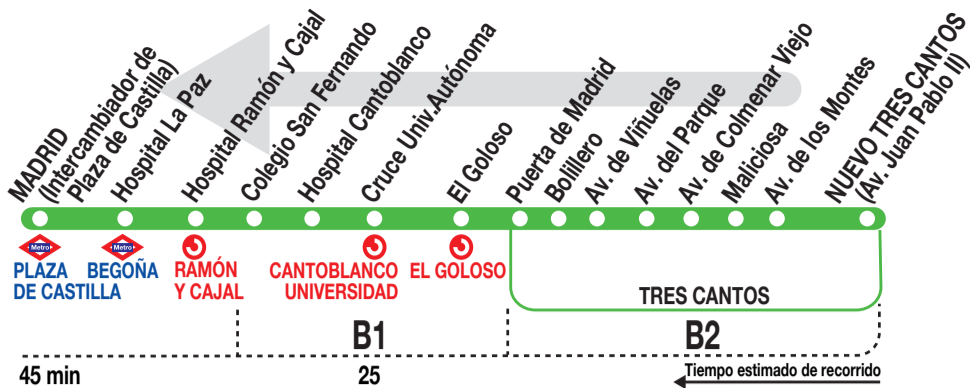 MADRID
(Intercambiador de
Plaza de Castilla)
Hospital La Paz
Hospital Ramón y Cajal
Colegio San Fernando
Hospital Cantoblanco
Cruce Univ.Autónoma
El Goloso
Puerta de Madrid
Bolillero
Av. de Viñuelas
Av. del Parque
Av. de Colmenar Viejo
Maliciosa
Av. de los Montes
NUEVO TRES CANTOS
(Av. Juan Pablo II)
Metro
PLAZA
DE CASTILLA
Metro
BEGOÑA
RAMÓN
Y CAJAL
CANTOBLANCO
UNIVERSIDAD
EL GOLOSO
TRES CANTOS
B1
B2
45 min
25
Tiempo estimado de recorrido